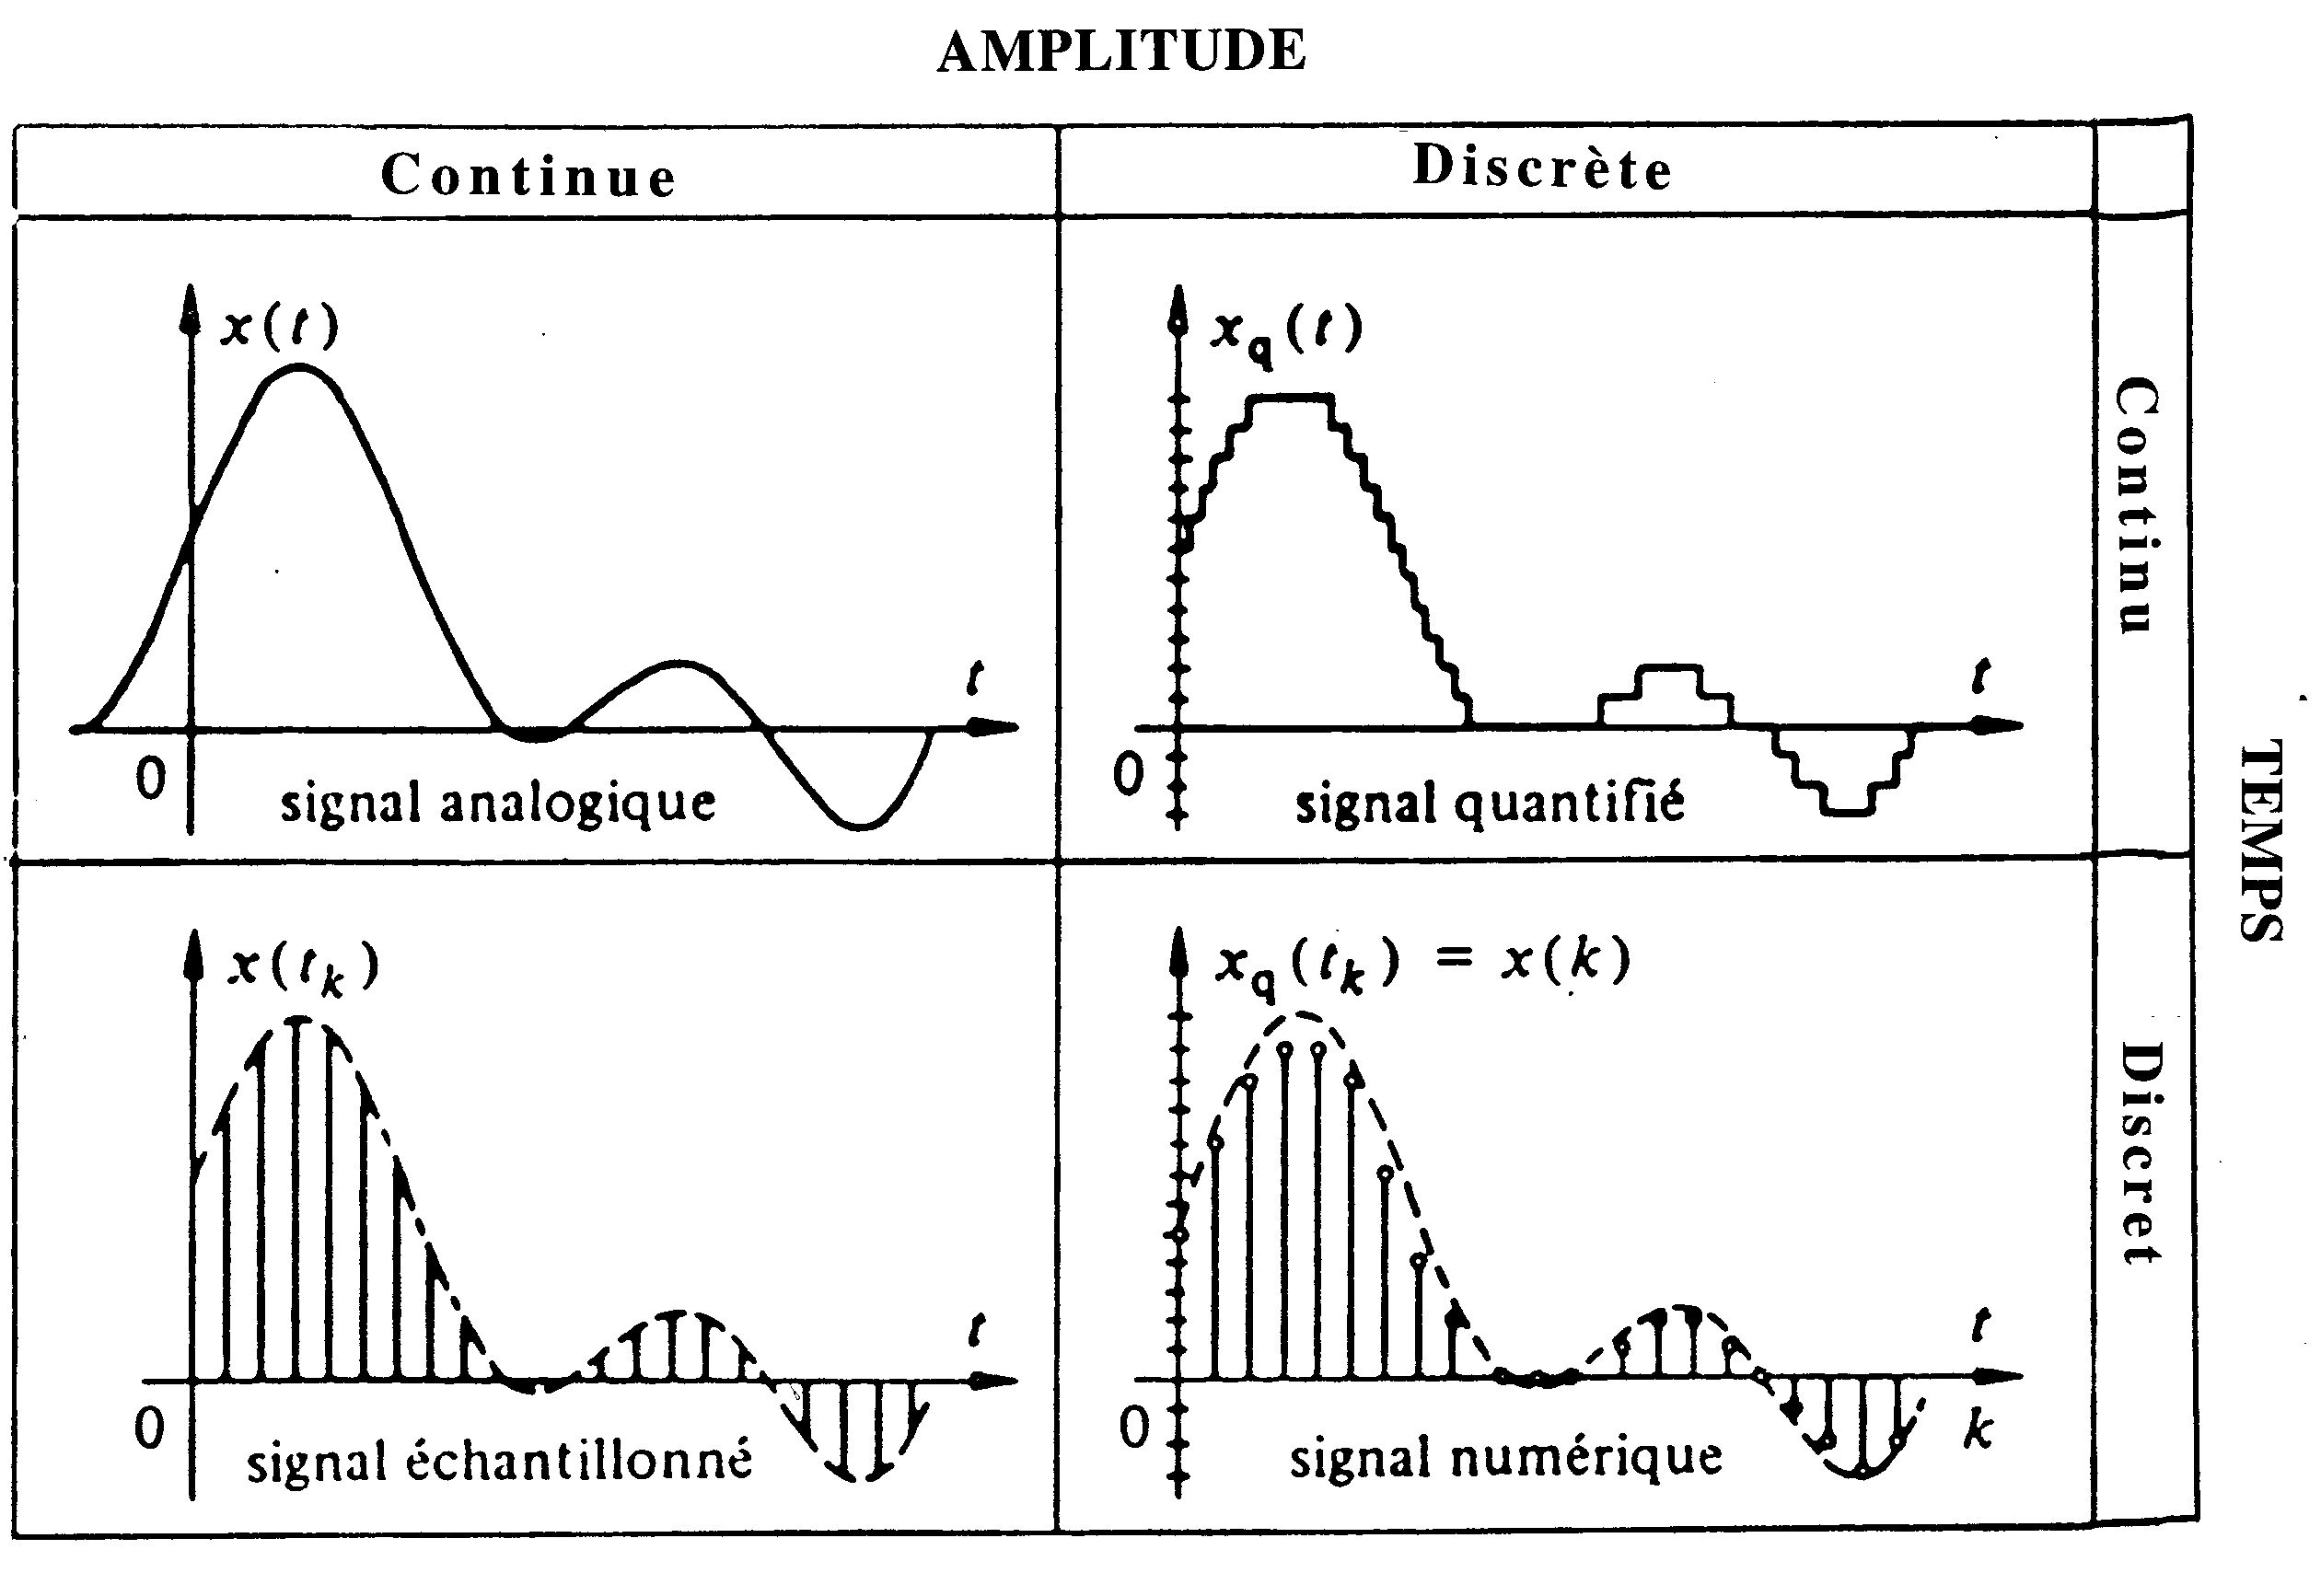 AMPLITUDE
Continue
Discrète
x(t)
t
0
signal analogique
x_q(t)
t
0
signal quantifié
Continu
TEMPS
x(t_k)
t
0
signal échantillonné
x_q(t_k) = x(k)
t
0
k
signal numérique
Discret